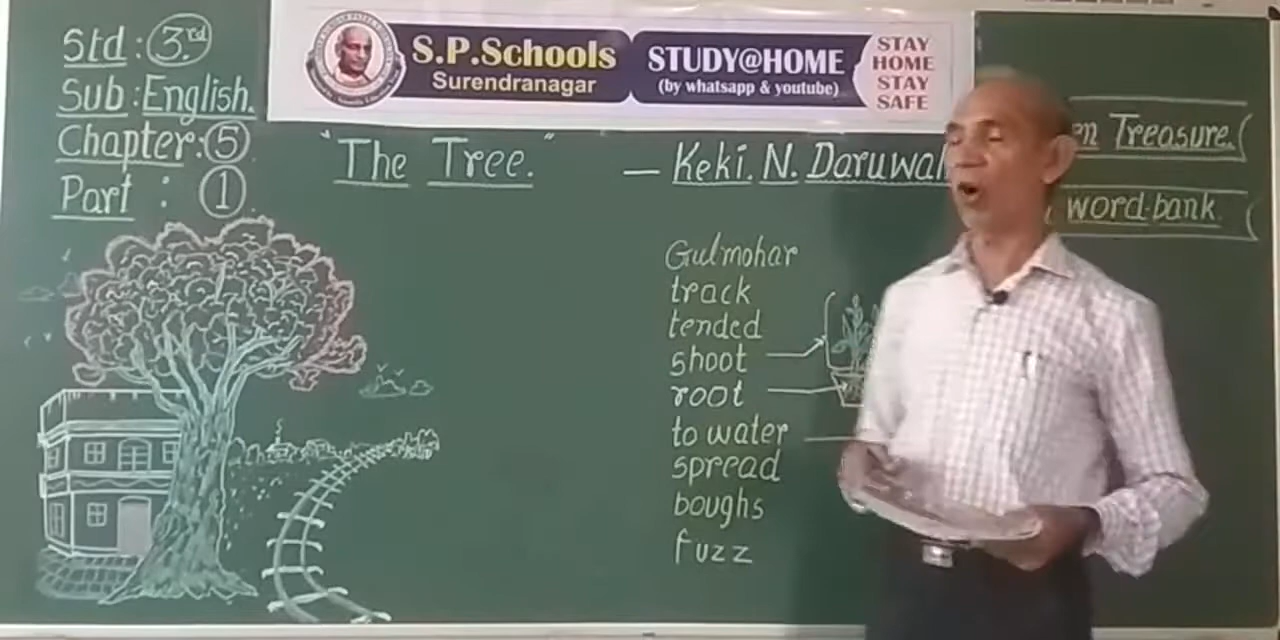 Std : 3rd
Sub : English.
Chapter: 5
Part : 1
S.P.Schools
Surendranagar
STUDY@HOME
(by whatsapp & youtube)
STAY
HOME
STAY
SAFE
"The Tree."
— Keki. N. Daruwal
en Treasure.
word-bank.
Gulmohar
track
tended
shoot
root
to water
spread
boughs
fuzz